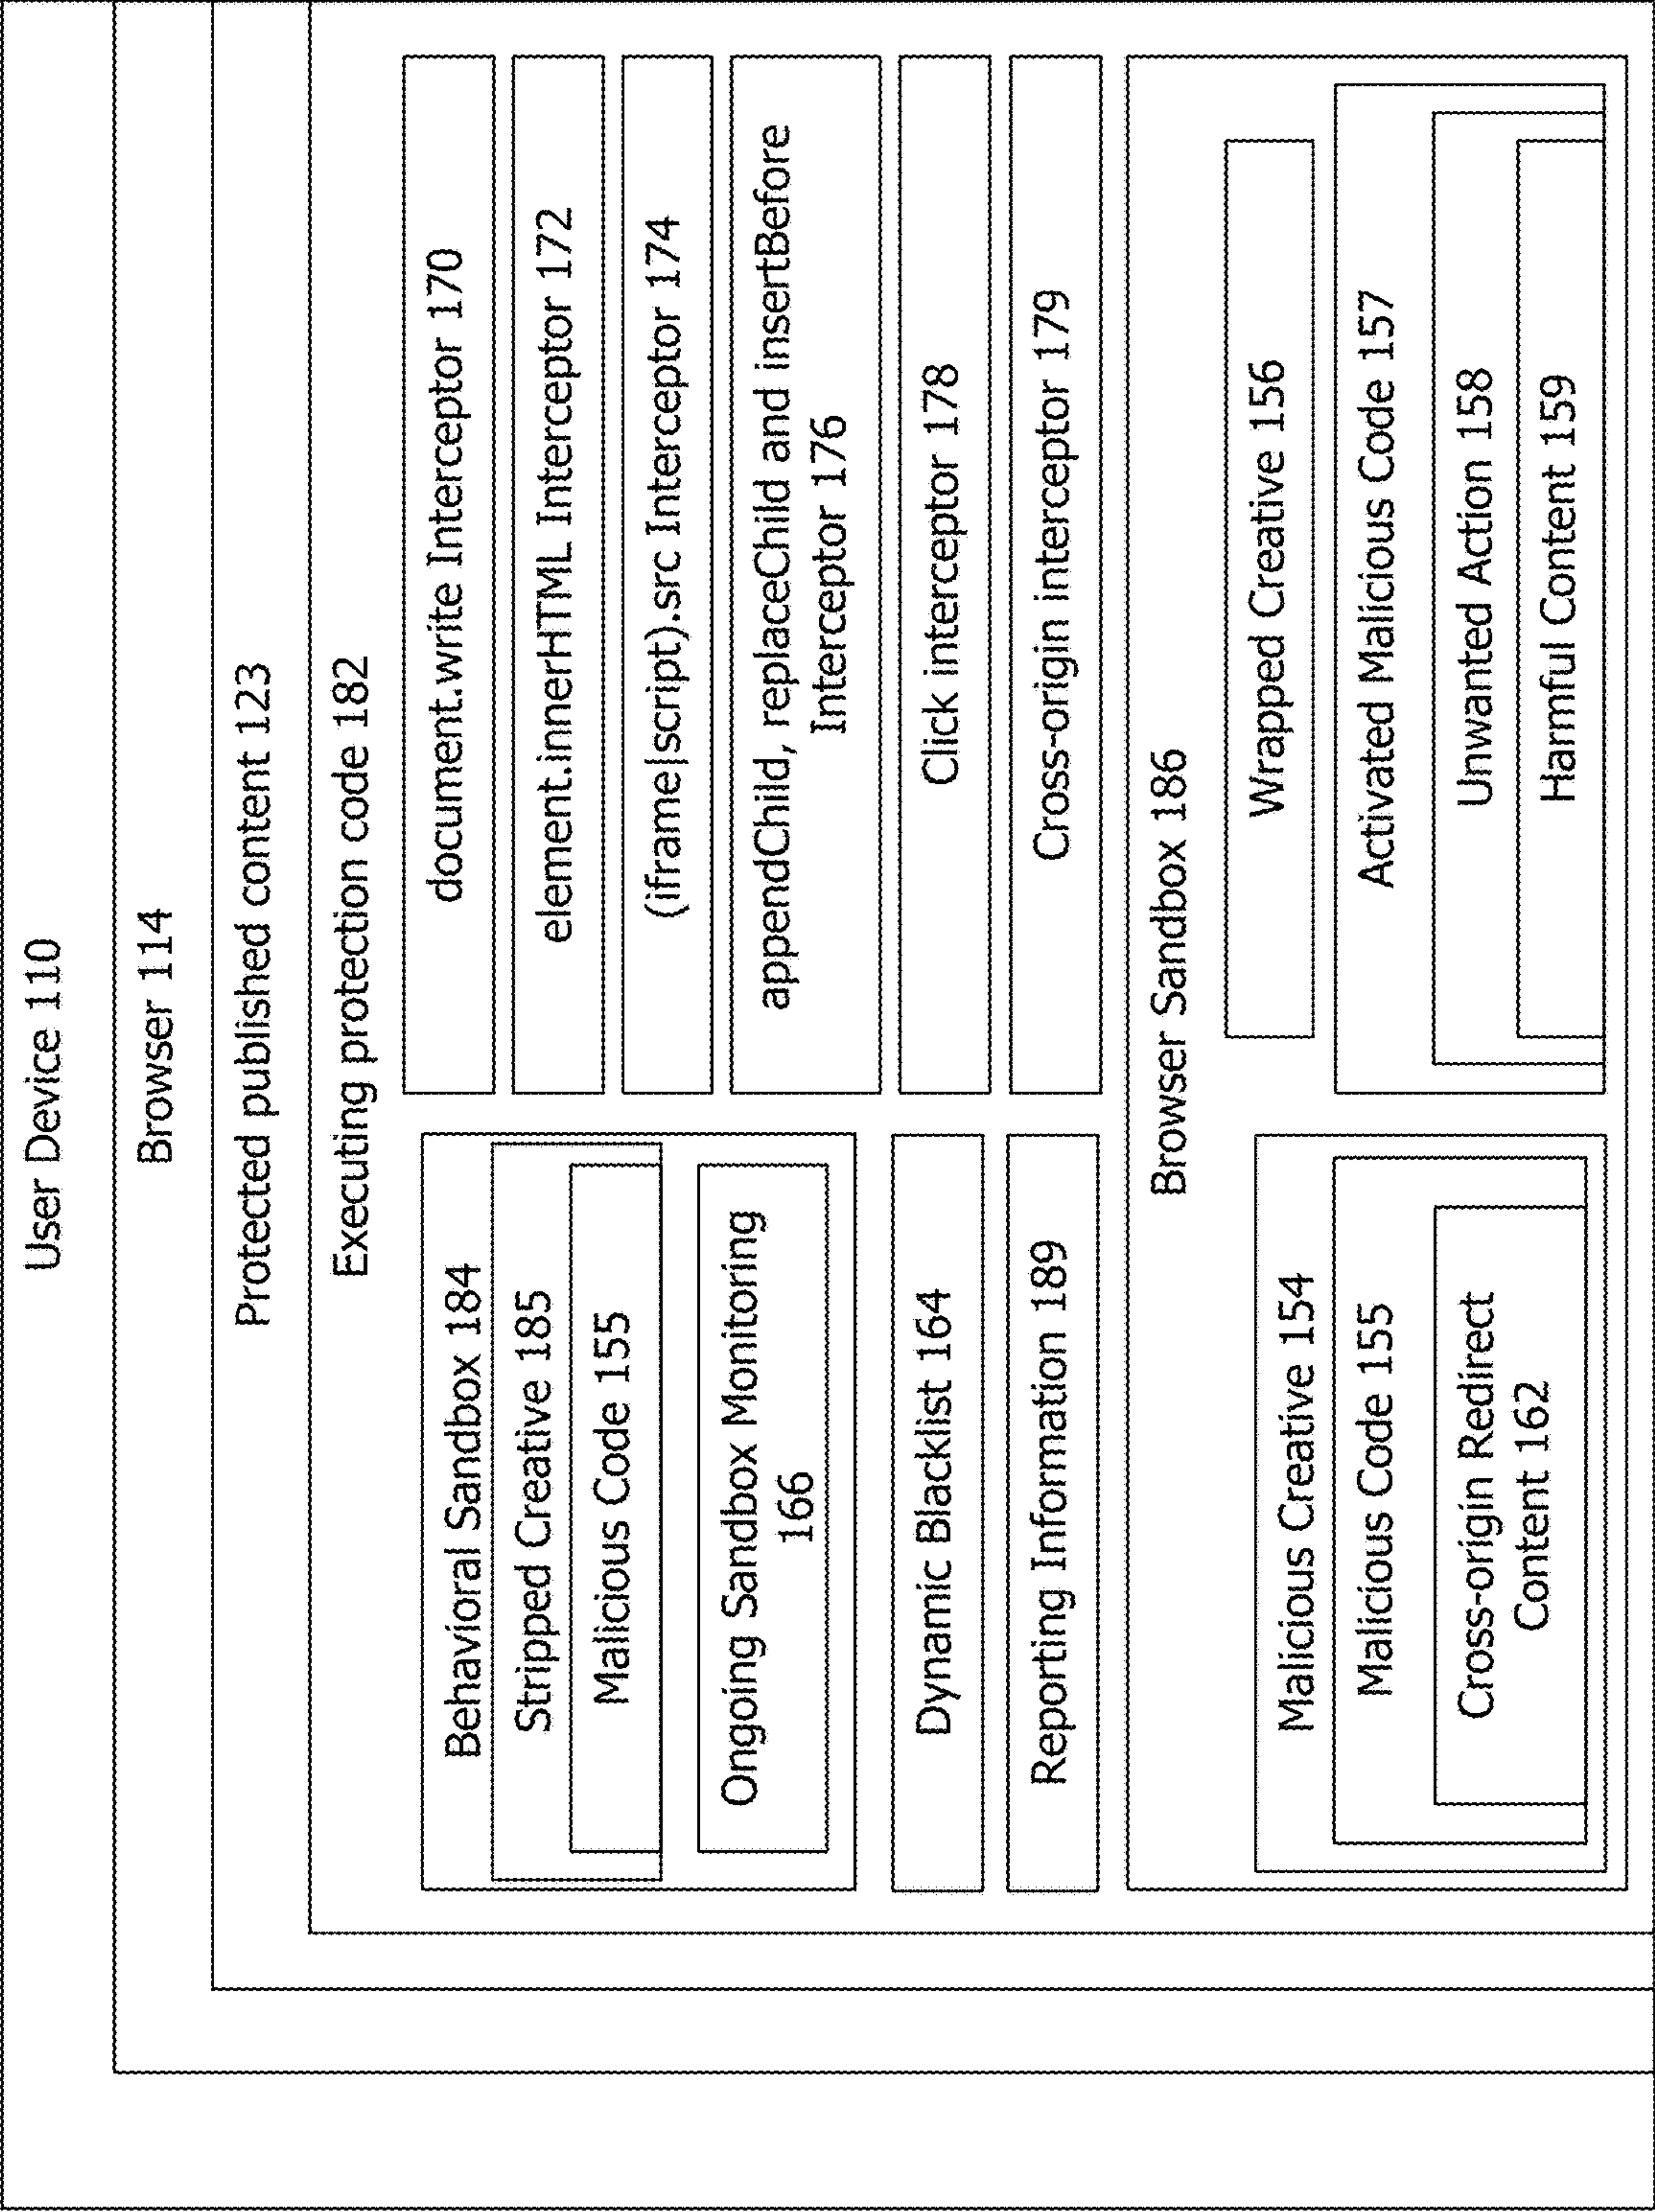 User Device 110
Browser 114
Protected published content 123
Executing protection code 182
Behavioral Sandbox 184
Stripped Creative 185
Malicious Code 155
Ongoing Sandbox Monitoring
166
Dynamic Blacklist 164
Reporting Information 189
document.write Interceptor 170
element.innerHTML Interceptor 172
(iframe|script).src Interceptor 174
appendChild, replaceChild and insertBefore
Interceptor 176
Click interceptor 178
Cross-origin interceptor 179
Browser Sandbox 186
Malicious Creative 154
Malicious Code 155
Cross-origin Redirect
Content 162
Wrapped Creative 156
Activated Malicious Code 157
Unwanted Action 158
Harmful Content 159